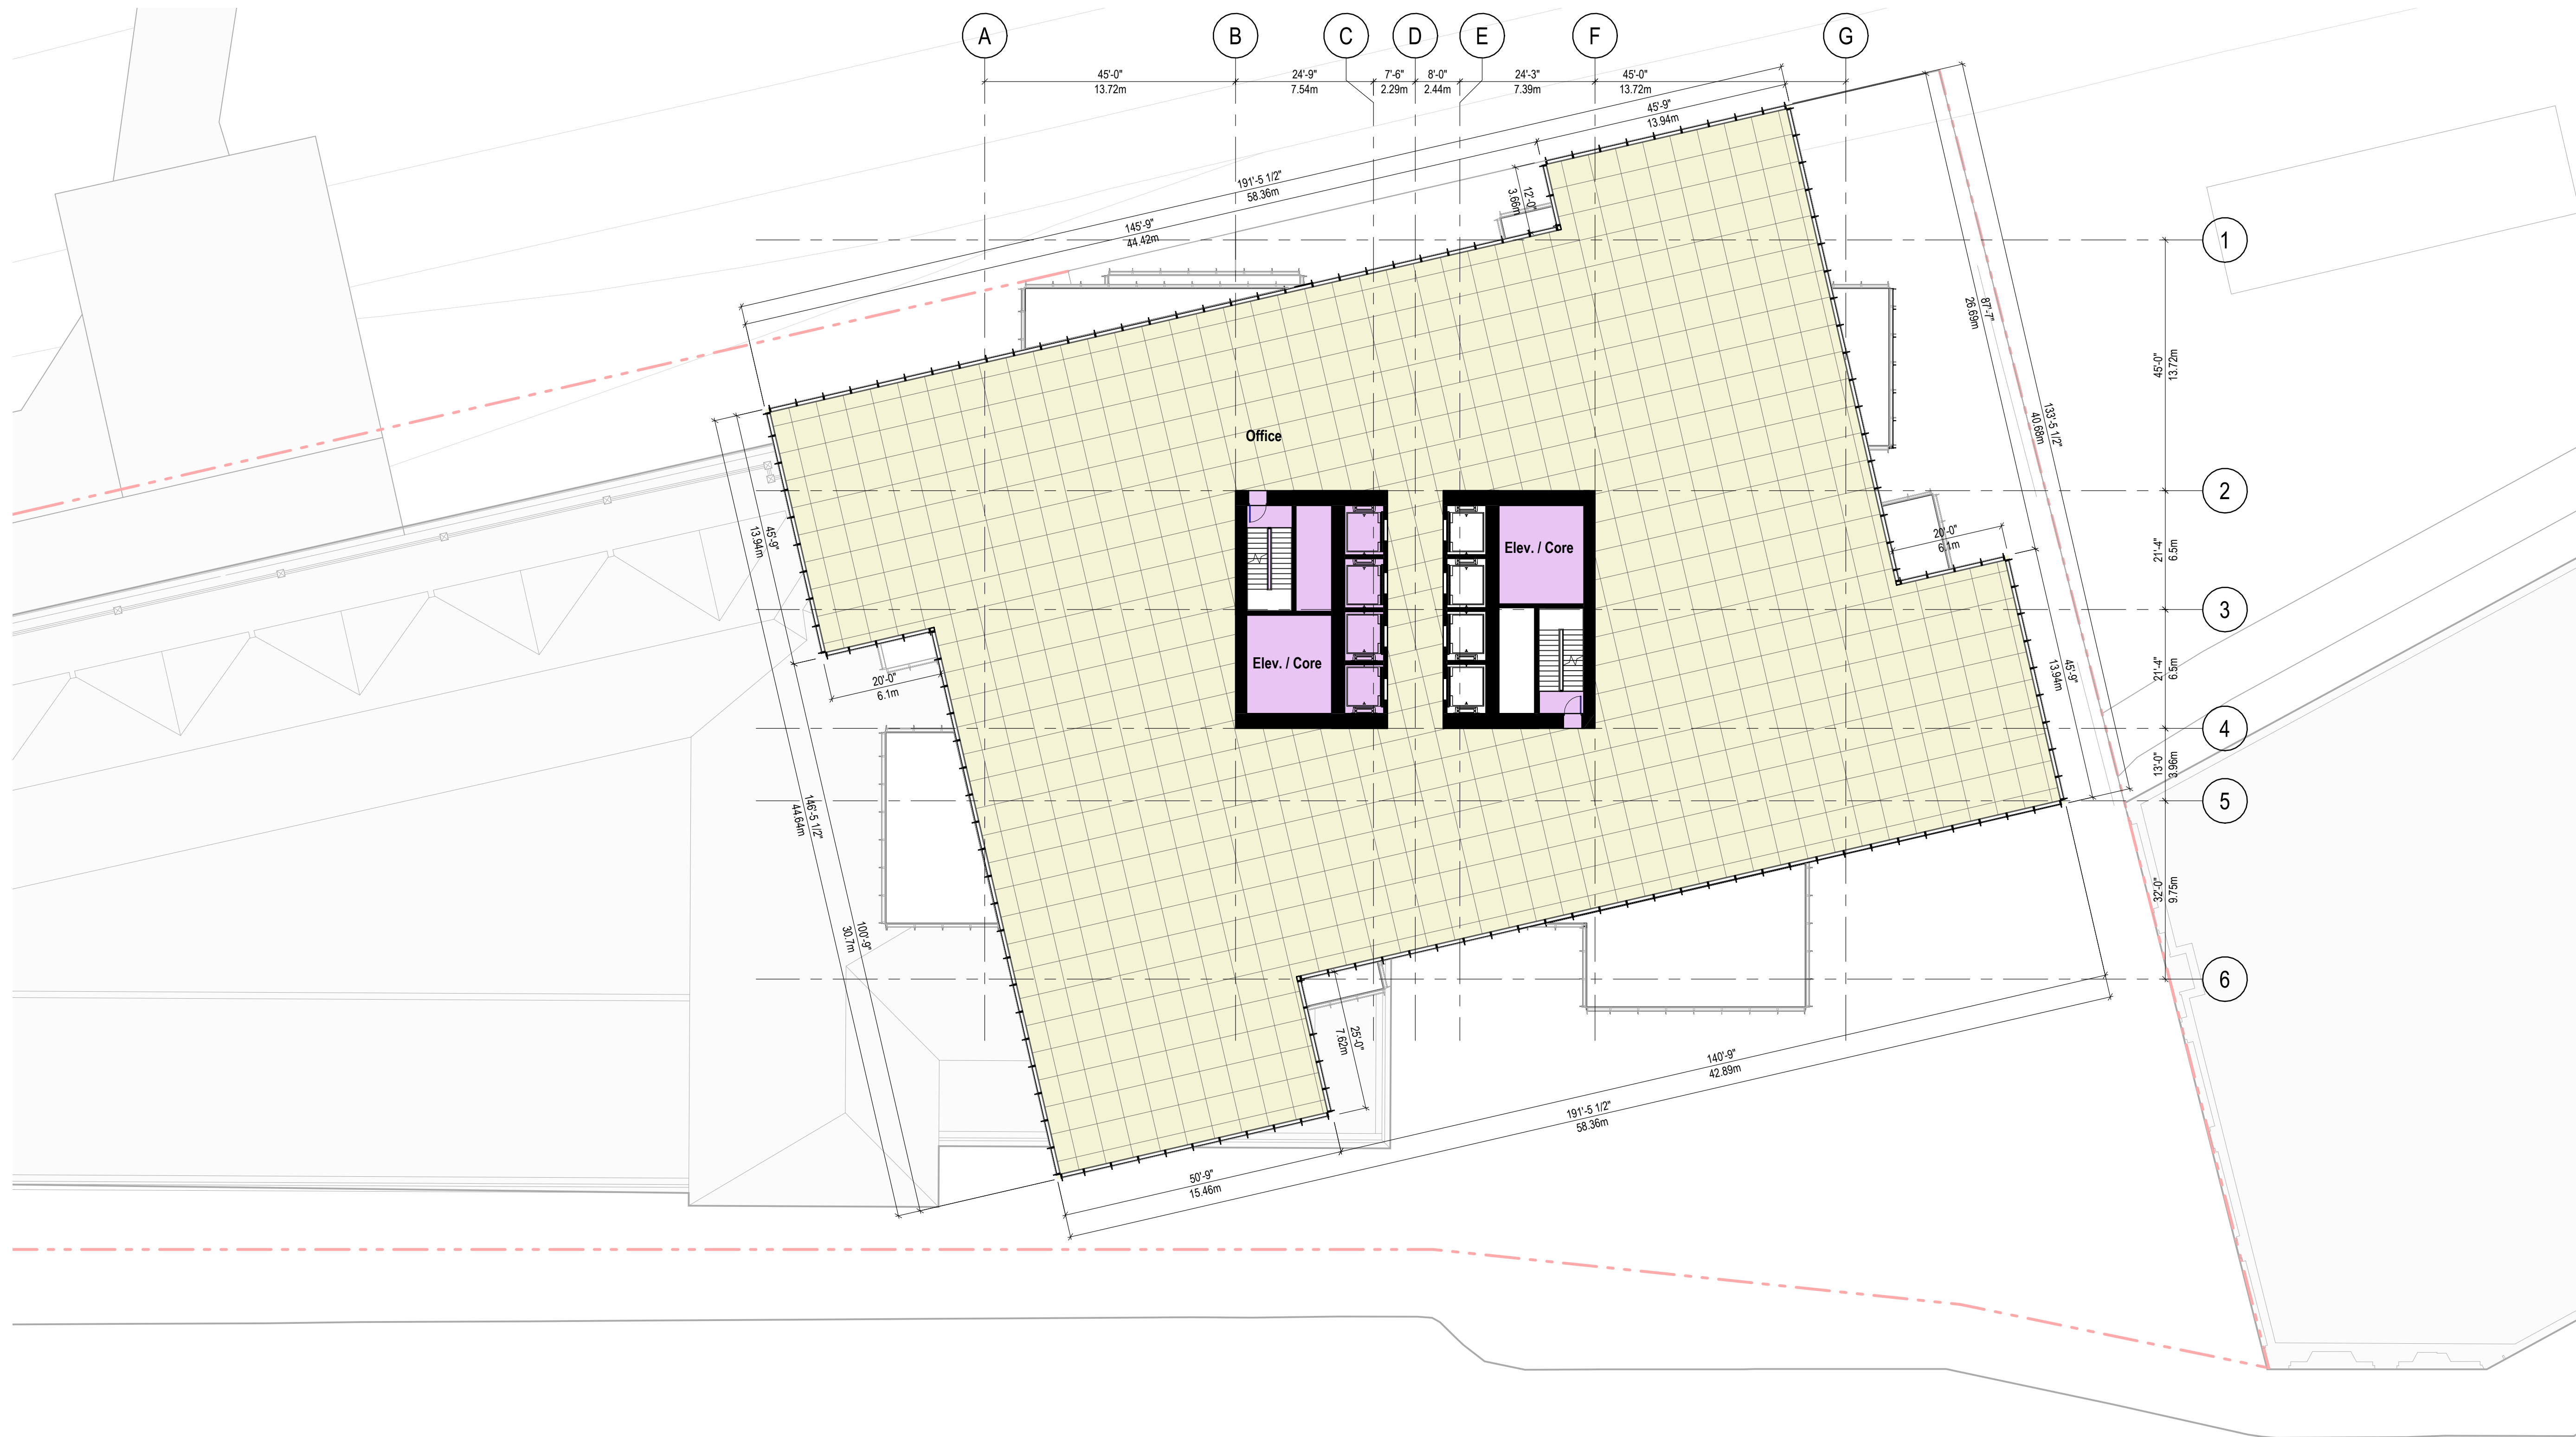 A
B
C
D
E
F
G
45'-0"
13.72m
24'-9"
7.54m
7'-6"
2.29m
8'-0"
2.44m
24'-3"
7.39m
45'-0"
13.72m
45'-9"
13.94m
191'-5 1/2"
58.36m
145'-9"
44.42m
12'-0"
3.66m
87'-7"
26.69m
133'-5 1/2"
40.68m
1
45'-0"
13.72m
Office
2
45'-9"
13.94m
Elev. / Core
20'-0"
6.1m
21'-4"
6.5m
3
Elev. / Core
20'-0"
6.1m
45'-9"
13.94m
21'-4"
6.5m
4
13'-0"
3.96m
5
146'-5 1/2"
44.64m
100'-9"
30.7m
32'-0"
9.75m
6
25'-0"
7.62m
140'-9"
42.89m
191'-5 1/2"
58.36m
50'-9"
15.46m